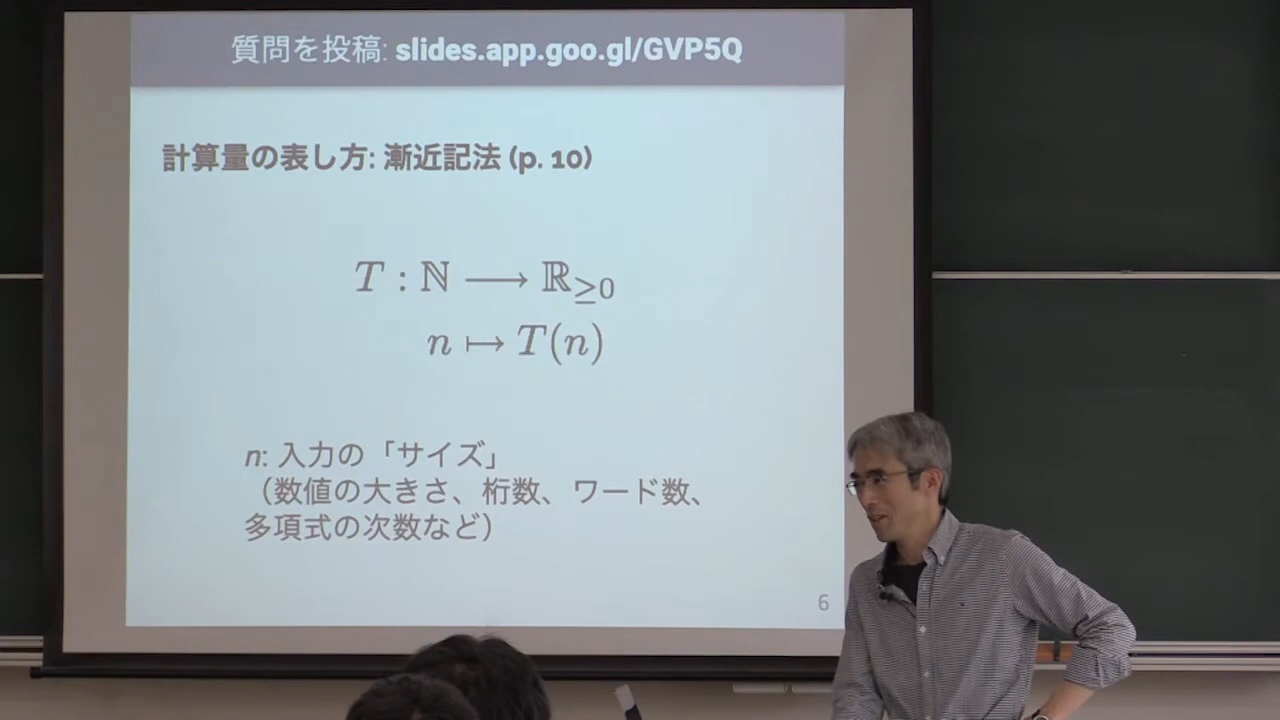 質問を投稿: slides.app.goo.gl/GVP5Q
計算量の表し方: 漸近記法 (p. 10)
T : ℕ ⟶ ℝ≥0
n ↦ T(n)
n: 入力の「サイズ」
（数値の大きさ、桁数、ワード数、
多項式の次数など）
6